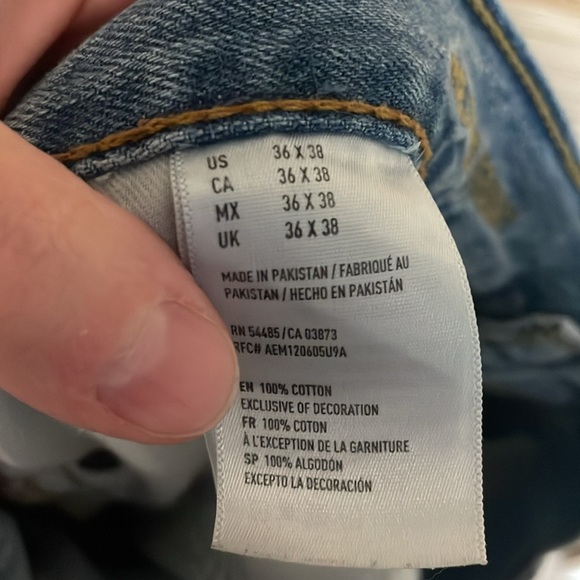 US 36 X 38
CA 36 X 38
MX 36 X 38
UK 36 X 38
MADE IN PAKISTAN / FABRIQUÉ AU
PAKISTAN / HECHO EN PAKISTÁN
RN 54485 / CA 03873
RFC# AEM120605U9A
EN 100% COTTON
EXCLUSIVE OF DECORATION
FR 100% COTON
À L'EXCEPTION DE LA GARNITURE
SP 100% ALGODÓN
EXCEPTO LA DECORACIÓN